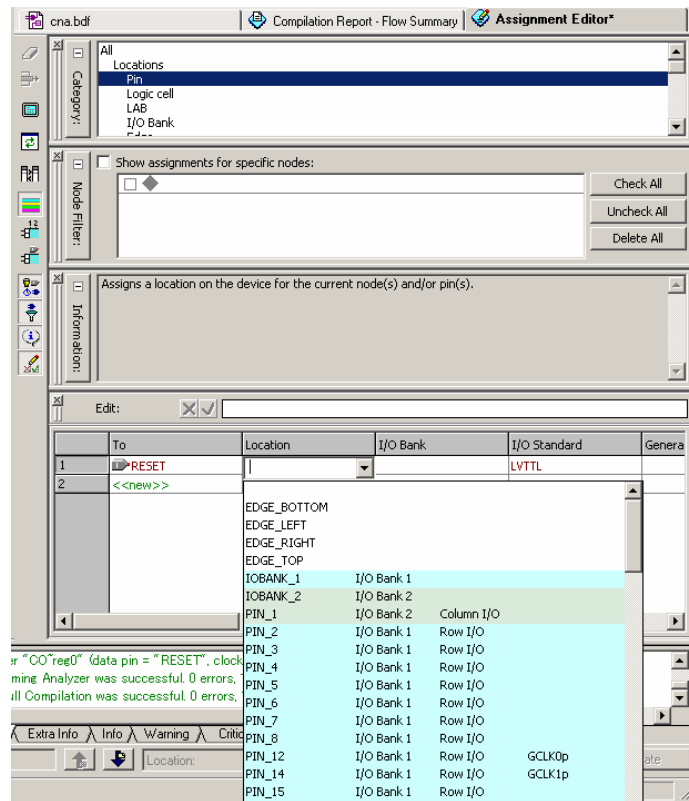 cna.bdf
Compilation Report - Flow Summary
Assignment Editor*
Category:
All
Locations
Pin
Logic cell
LAB
I/O Bank
Node Filter:
Show assignments for specific nodes:
Check All
Uncheck All
Delete All
Information:
Assigns a location on the device for the current node(s) and/or pin(s).
Edit:
To Location I/O Bank I/O Standard Genera
1 RESET LVTTL
2 <<new>>
EDGE_BOTTOM
EDGE_LEFT
EDGE_RIGHT
EDGE_TOP
IOBANK_1 I/O Bank 1
IOBANK_2 I/O Bank 2
PIN_1 I/O Bank 2 Column I/O
PIN_2 I/O Bank 1 Row I/O
PIN_3 I/O Bank 1 Row I/O
PIN_4 I/O Bank 1 Row I/O
PIN_5 I/O Bank 1 Row I/O
PIN_6 I/O Bank 1 Row I/O
PIN_7 I/O Bank 1 Row I/O
PIN_8 I/O Bank 1 Row I/O
PIN_12 I/O Bank 1 Row I/O GCLK0p
PIN_14 I/O Bank 1 Row I/O GCLK1p
PIN_15 I/O Bank 1 Row I/O
r "CO~reg0" (data pin = "RESET", clock
ming Analyzer was successful. 0 errors,
ull Compilation was successful. 0 errors,
Extra Info Info Warning Critic
Location: ate